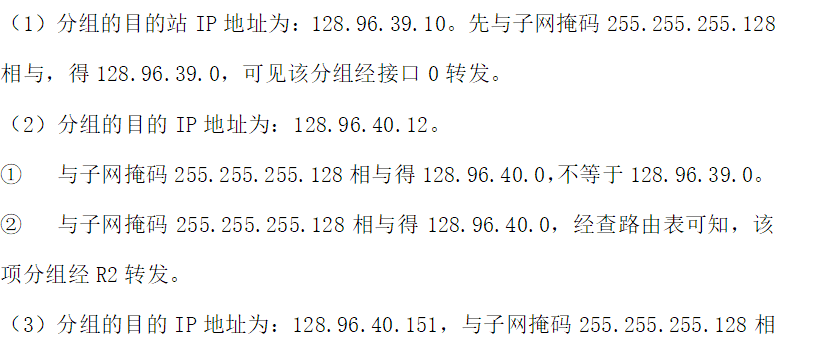 （1）分组的目的站 IP 地址为：128.96.39.10。先与子网掩码 255.255.255.128
相与，得 128.96.39.0，可见该分组经接口 0 转发。
（2）分组的目的 IP 地址为：128.96.40.12。
① 与子网掩码 255.255.255.128 相与得 128.96.40.0，不等于 128.96.39.0。
② 与子网掩码 255.255.255.128 相与得 128.96.40.0，经查路由表可知，该
项分组经 R2 转发。
（3）分组的目的 IP 地址为：128.96.40.151，与子网掩码 255.255.255.128 相